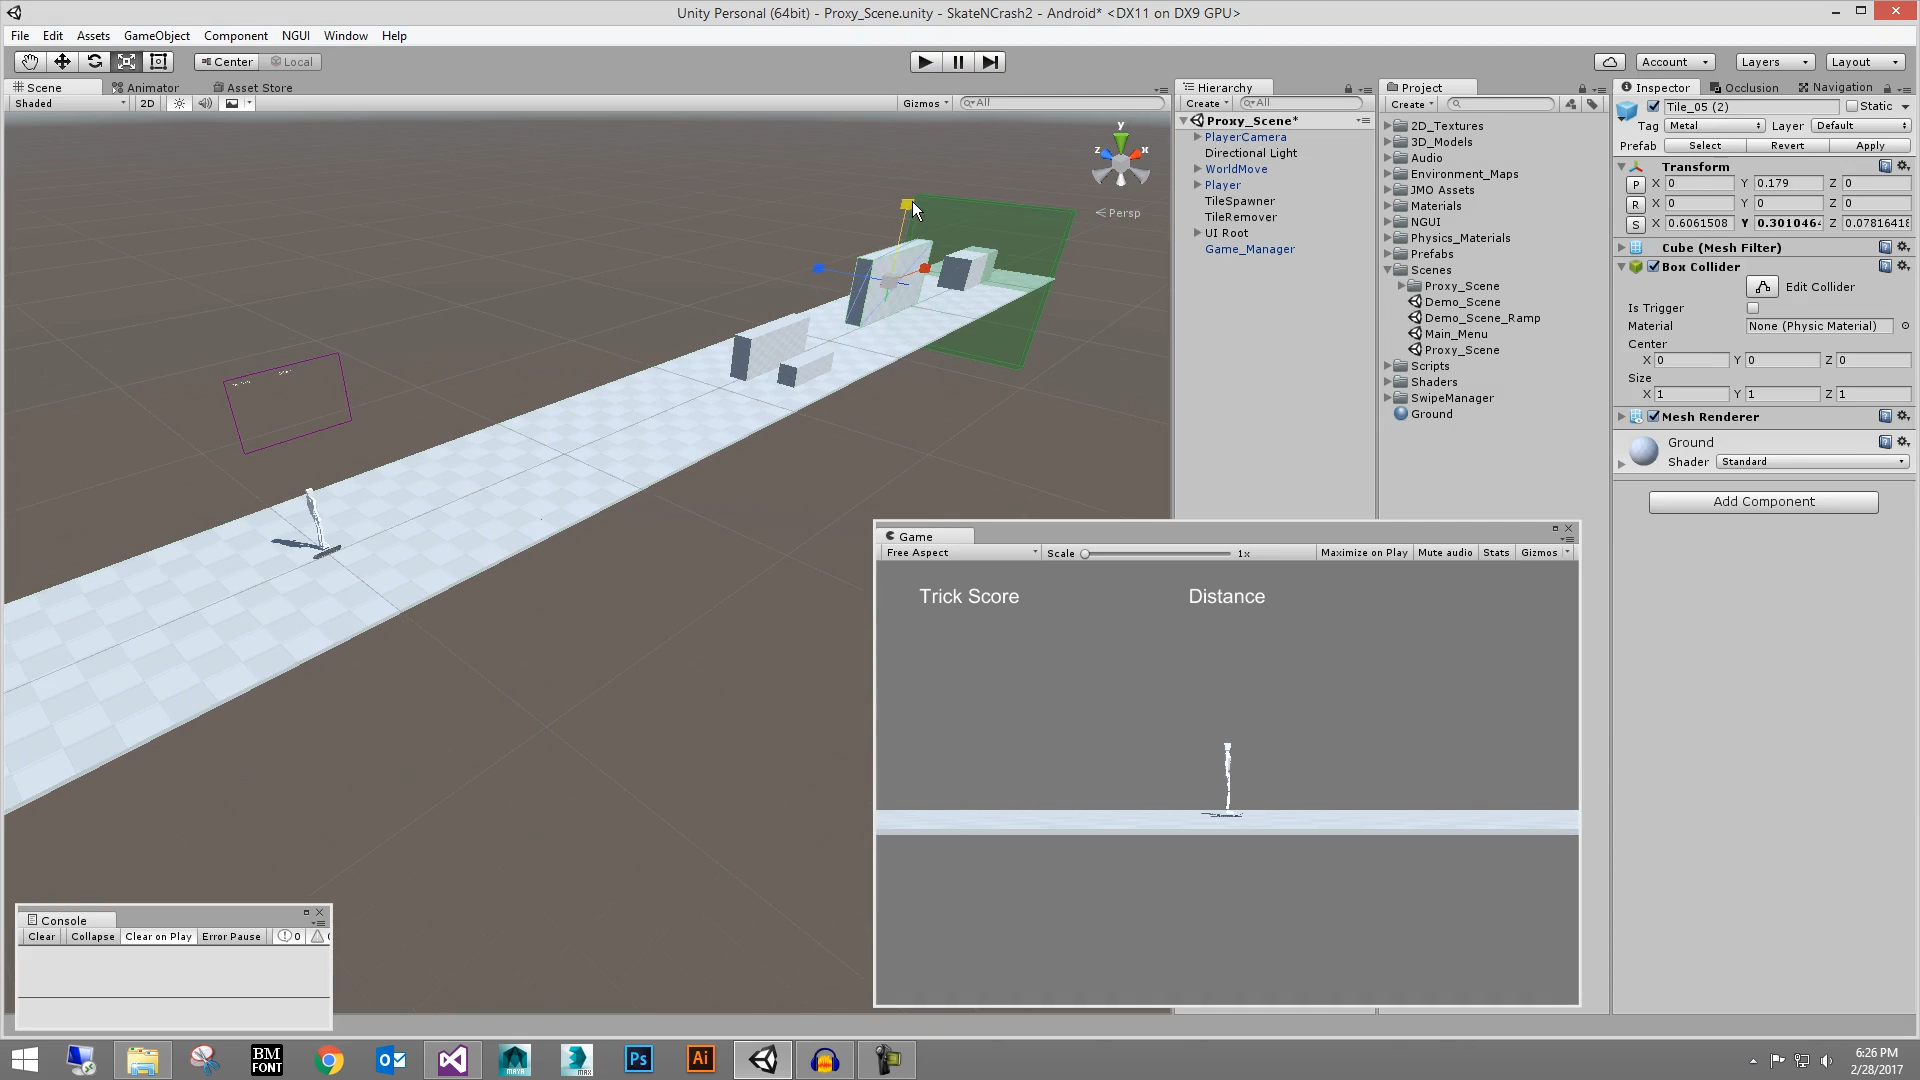 Unity Personal (64bit) - Proxy_Scene.unity - SkateNCrash2 - Android* <DX11 on DX9 GPU>
File Edit Assets GameObject Component NGUI Window Help
Center Local
Account Layers Layout
Scene Animator Asset Store
Shaded 2D Gizmos All
y
z x
Persp
Hierarchy
Create All
Proxy_Scene*
PlayerCamera
Directional Light
WorldMove
Player
TileSpawner
TileRemover
UI Root
Game_Manager
Project
Create
2D_Textures
3D_Models
Audio
Environment_Maps
JMO Assets
Materials
NGUI
Physics_Materials
Prefabs
Scenes
Proxy_Scene
Demo_Scene
Demo_Scene_Ramp
Main_Menu
Proxy_Scene
Scripts
Shaders
SwipeManager
Ground
Inspector Occlusion Navigation
Tile_05 (2) Static
Tag Metal Layer Default
Prefab Select Revert Apply
Transform
P X 0 Y 0.179 Z 0
R X 0 Y 0 Z 0
S X 0.6061508 Y 0.3010464 Z 0.07816418
Cube (Mesh Filter)
Box Collider
Edit Collider
Is Trigger
Material None (Physic Material)
Center
X 0 Y 0 Z 0
Size
X 1 Y 1 Z 1
Mesh Renderer
Ground
Shader Standard
Add Component
Game
Free Aspect Scale 1x Maximize on Play Mute audio Stats Gizmos
Trick Score Distance
Console
Clear Collapse Clear on Play Error Pause 0
BM
FONT
MAYA
MAX
Ps
Ai
6:26 PM
2/28/2017